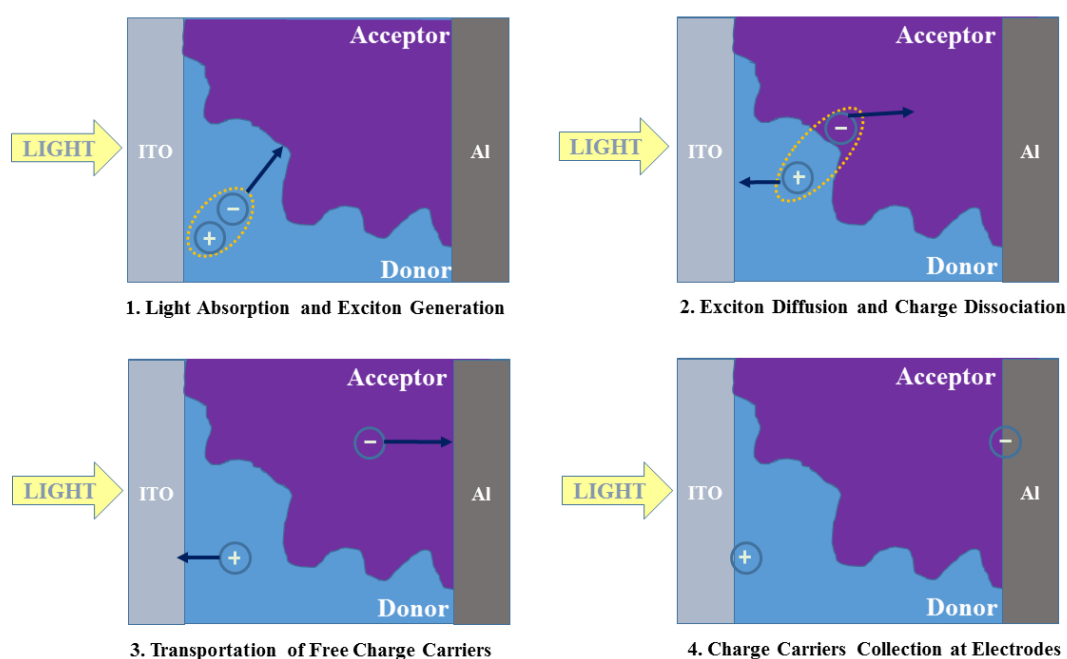 Acceptor
LIGHT
ITO
Al
−
+
Donor
1. Light Absorption and Exciton Generation
Acceptor
LIGHT
ITO
Al
−
+
Donor
2. Exciton Diffusion and Charge Dissociation
Acceptor
−
LIGHT
ITO
Al
+
Donor
3. Transportation of Free Charge Carriers
Acceptor
−
LIGHT
ITO
Al
+
Donor
4. Charge Carriers Collection at Electrodes